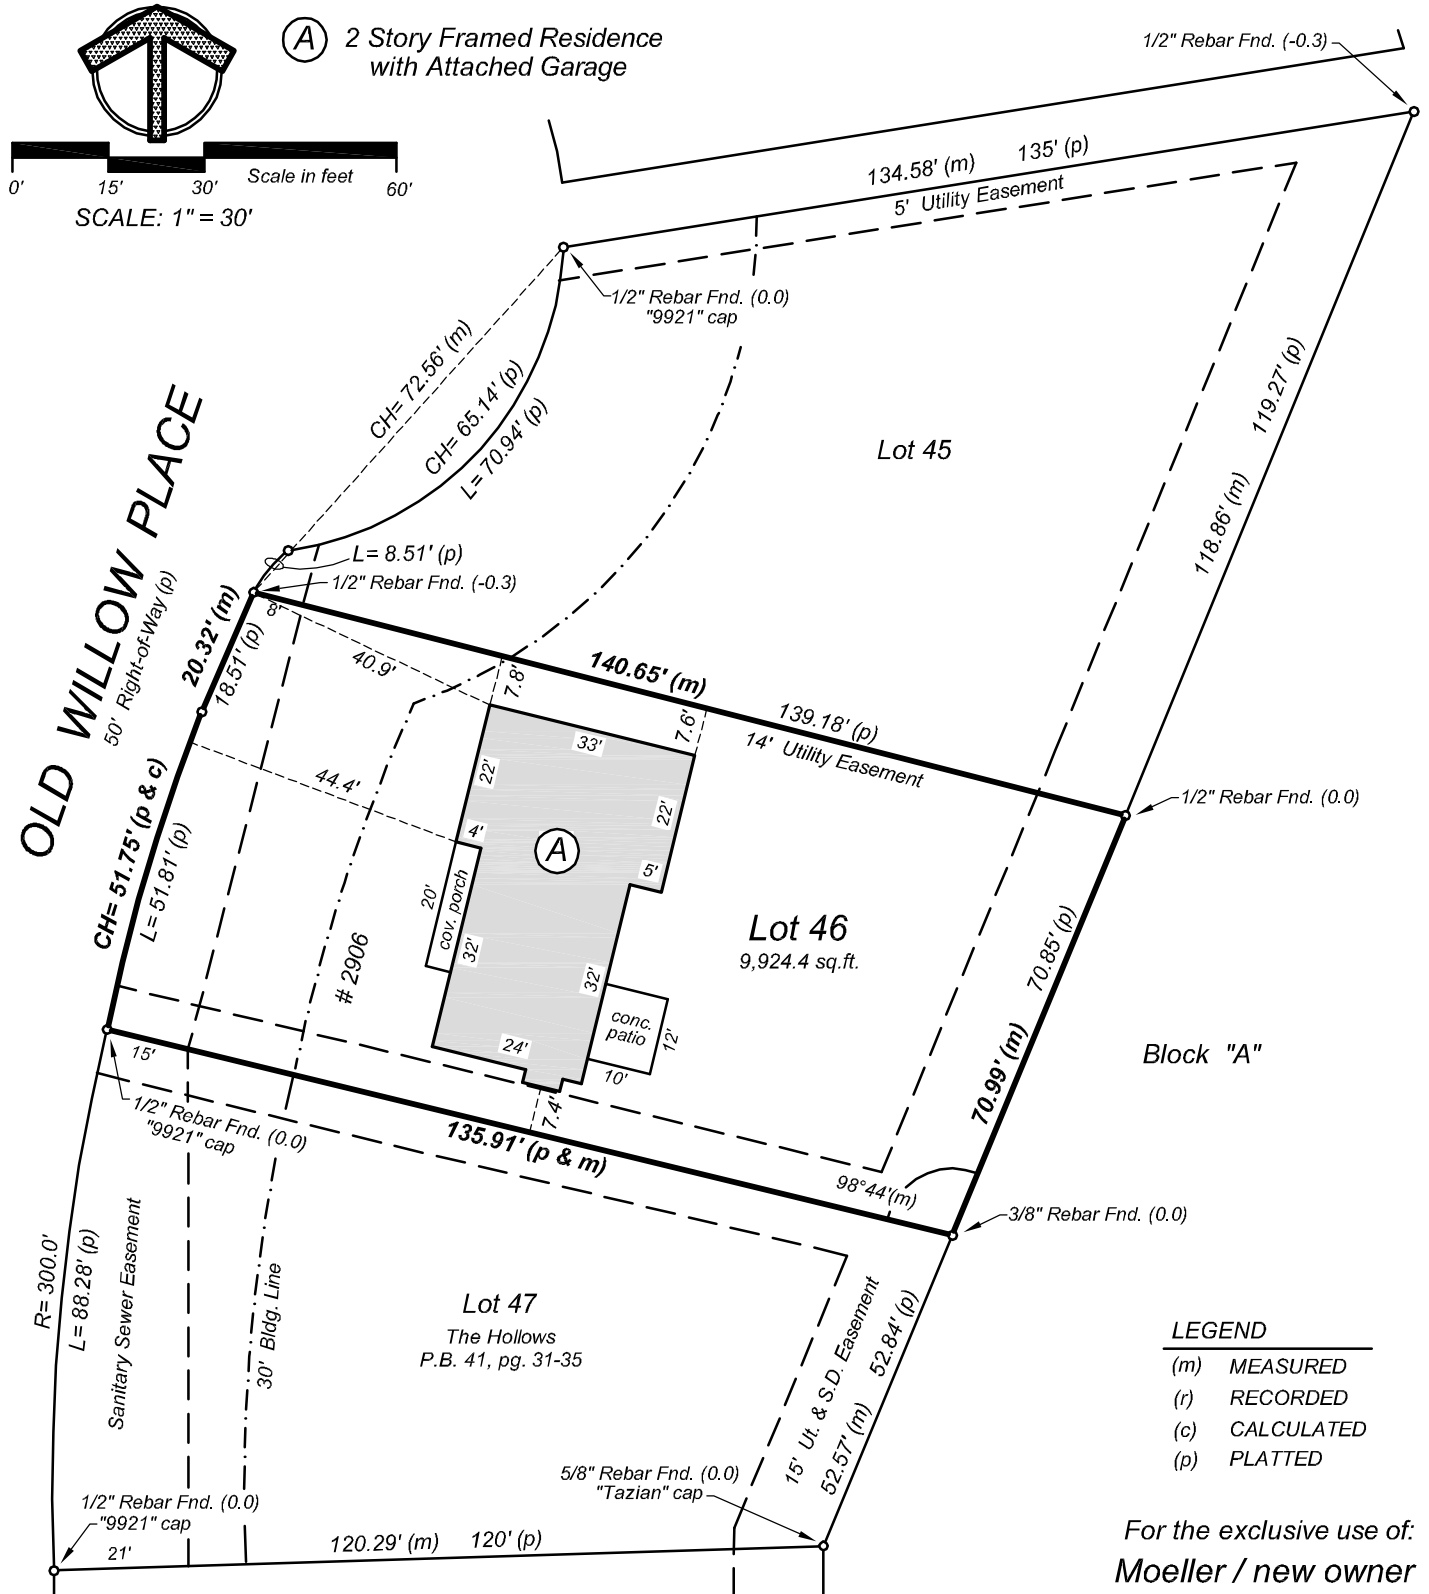 A
2 Story Framed Residence
with Attached Garage
1/2" Rebar Fnd. (-0.3)
0' 15' 30' 60'
Scale in feet
SCALE: 1" = 30'
134.58' (m) 135' (p)
5' Utility Easement
1/2" Rebar Fnd. (0.0)
"9921" cap
CH= 72.56' (m)
CH= 65.14' (p)
L= 70.94' (p)
Lot 45
119.27' (p)
118.86' (m)
OLD WILLOW PLACE
50' Right-of-Way (p)
L= 8.51' (p)
1/2" Rebar Fnd. (-0.3)
20.32' (m)
18.51' (p)
8'
40.9'
7.8'
140.65' (m)
139.18' (p)
7.6'
14' Utility Easement
33'
22'
44.4'
22'
1/2" Rebar Fnd. (0.0)
CH= 51.75' (p & c)
L= 51.81' (p)
4'
A
5'
20'
cov. porch
32'
Lot 46
9,924.4 sq.ft.
# 2906
32'
70.85' (p)
70.99' (m)
conc.
patio
12'
10'
24'
Block "A"
15'
1/2" Rebar Fnd. (0.0)
"9921" cap
7.4'
135.91' (p & m)
98°44'(m)
3/8" Rebar Fnd. (0.0)
R= 300.0'
L= 88.28' (p)
Sanitary Sewer Easement
30' Bldg. Line
Lot 47
The Hollows
P.B. 41, pg. 31-35
15' Ut. & S.D. Easement
52.84' (p)
52.57' (m)
5/8" Rebar Fnd. (0.0)
"Tazian" cap
1/2" Rebar Fnd. (0.0)
"9921" cap
21'
120.29' (m) 120' (p)
LEGEND
(m) MEASURED
(r) RECORDED
(c) CALCULATED
(p) PLATTED
For the exclusive use of:
Moeller / new owner